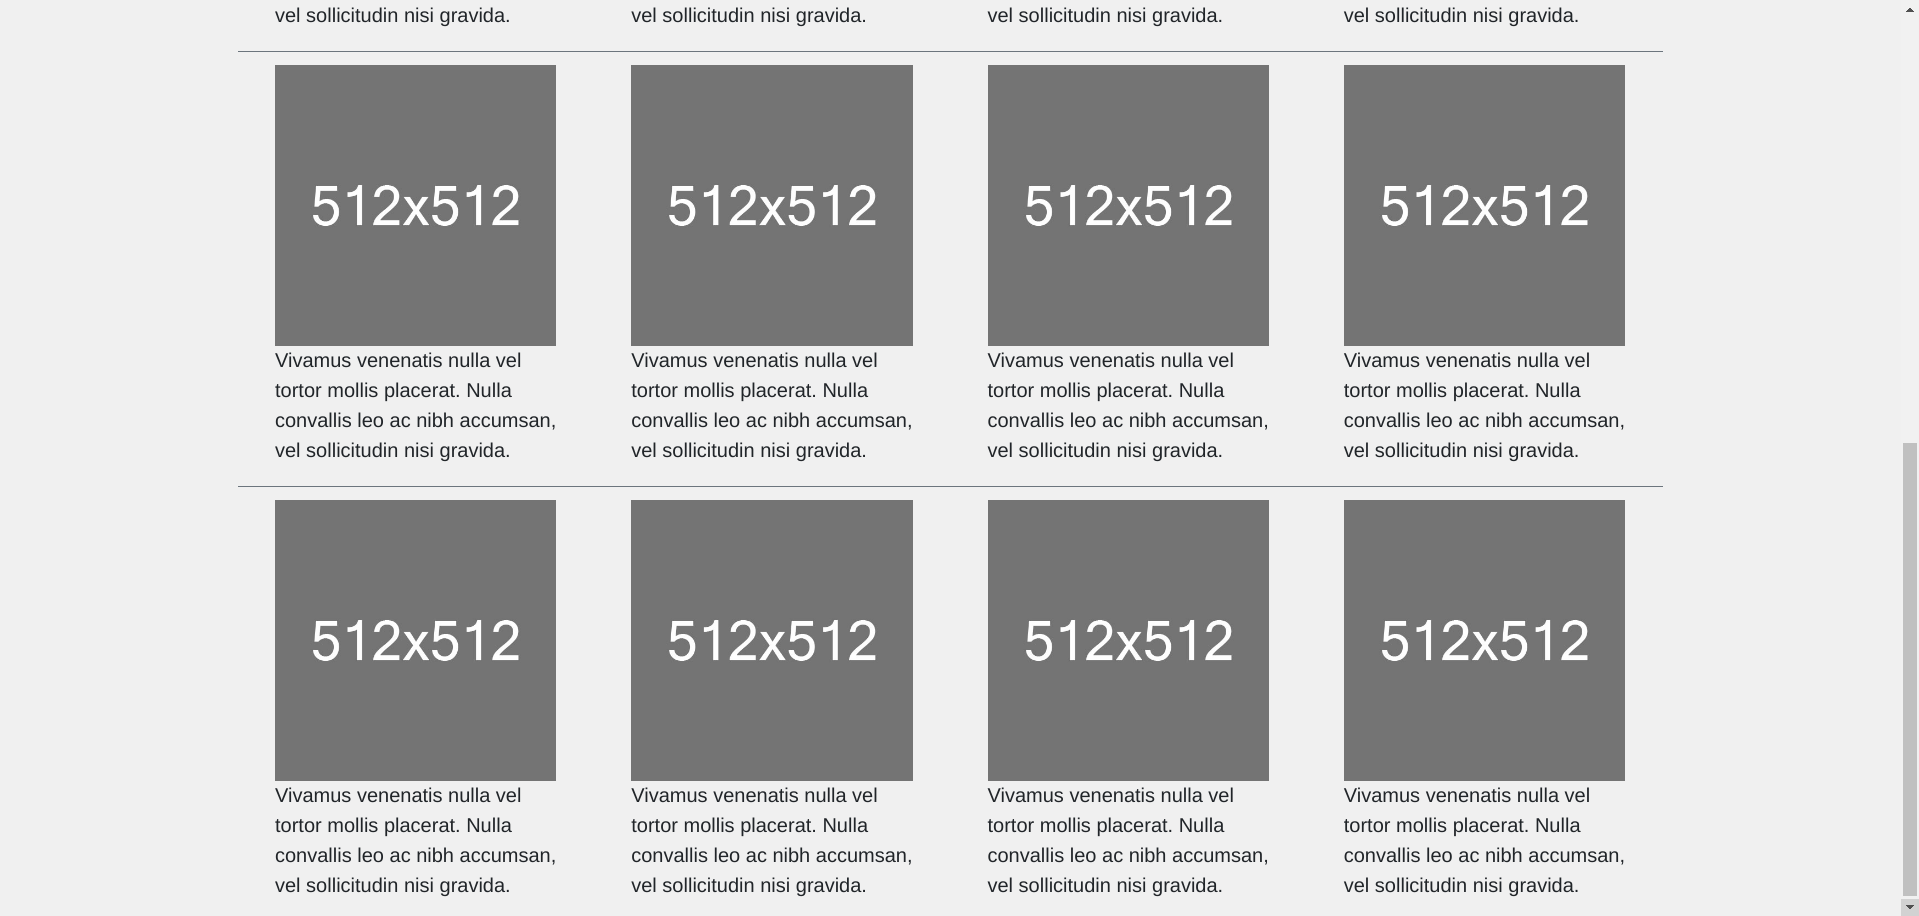 vel sollicitudin nisi gravida.
vel sollicitudin nisi gravida.
vel sollicitudin nisi gravida.
vel sollicitudin nisi gravida.
512x512
Vivamus venenatis nulla vel
tortor mollis placerat. Nulla
convallis leo ac nibh accumsan,
vel sollicitudin nisi gravida.
512x512
Vivamus venenatis nulla vel
tortor mollis placerat. Nulla
convallis leo ac nibh accumsan,
vel sollicitudin nisi gravida.
512x512
Vivamus venenatis nulla vel
tortor mollis placerat. Nulla
convallis leo ac nibh accumsan,
vel sollicitudin nisi gravida.
512x512
Vivamus venenatis nulla vel
tortor mollis placerat. Nulla
convallis leo ac nibh accumsan,
vel sollicitudin nisi gravida.
512x512
Vivamus venenatis nulla vel
tortor mollis placerat. Nulla
convallis leo ac nibh accumsan,
vel sollicitudin nisi gravida.
512x512
Vivamus venenatis nulla vel
tortor mollis placerat. Nulla
convallis leo ac nibh accumsan,
vel sollicitudin nisi gravida.
512x512
Vivamus venenatis nulla vel
tortor mollis placerat. Nulla
convallis leo ac nibh accumsan,
vel sollicitudin nisi gravida.
512x512
Vivamus venenatis nulla vel
tortor mollis placerat. Nulla
convallis leo ac nibh accumsan,
vel sollicitudin nisi gravida.